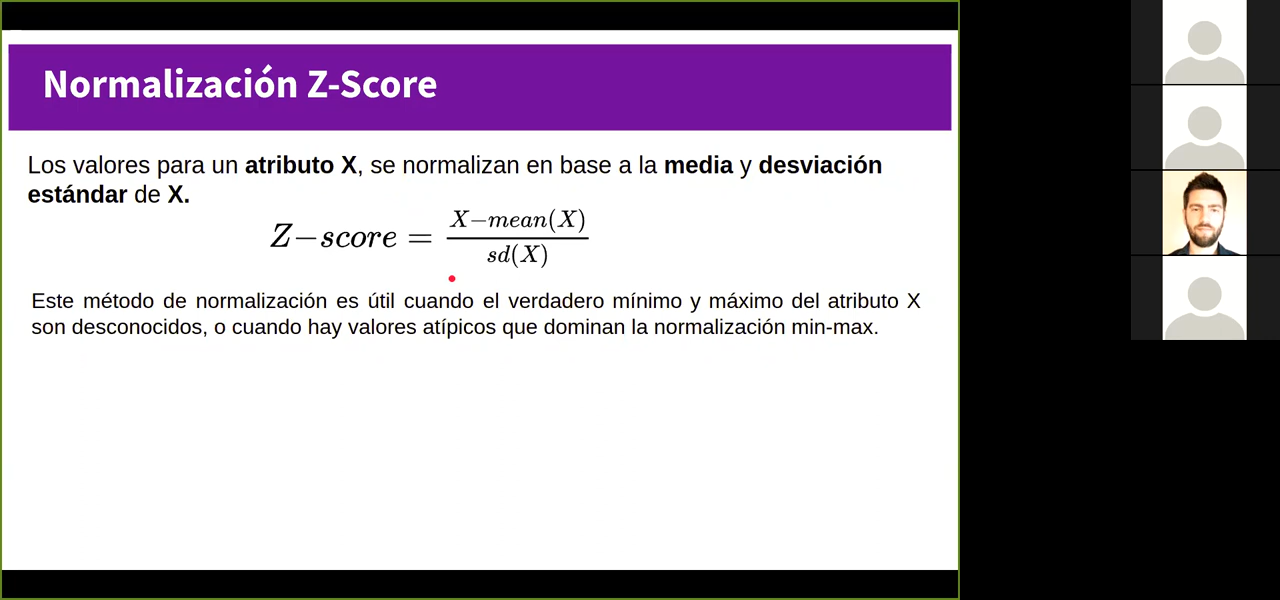 Normalización Z-Score
Los valores para un atributo X, se normalizan en base a la media y desviación
estándar de X.
Z−score = X−mean(X) / sd(X)
Este método de normalización es útil cuando el verdadero mínimo y máximo del atributo X
son desconocidos, o cuando hay valores atípicos que dominan la normalización min-max.